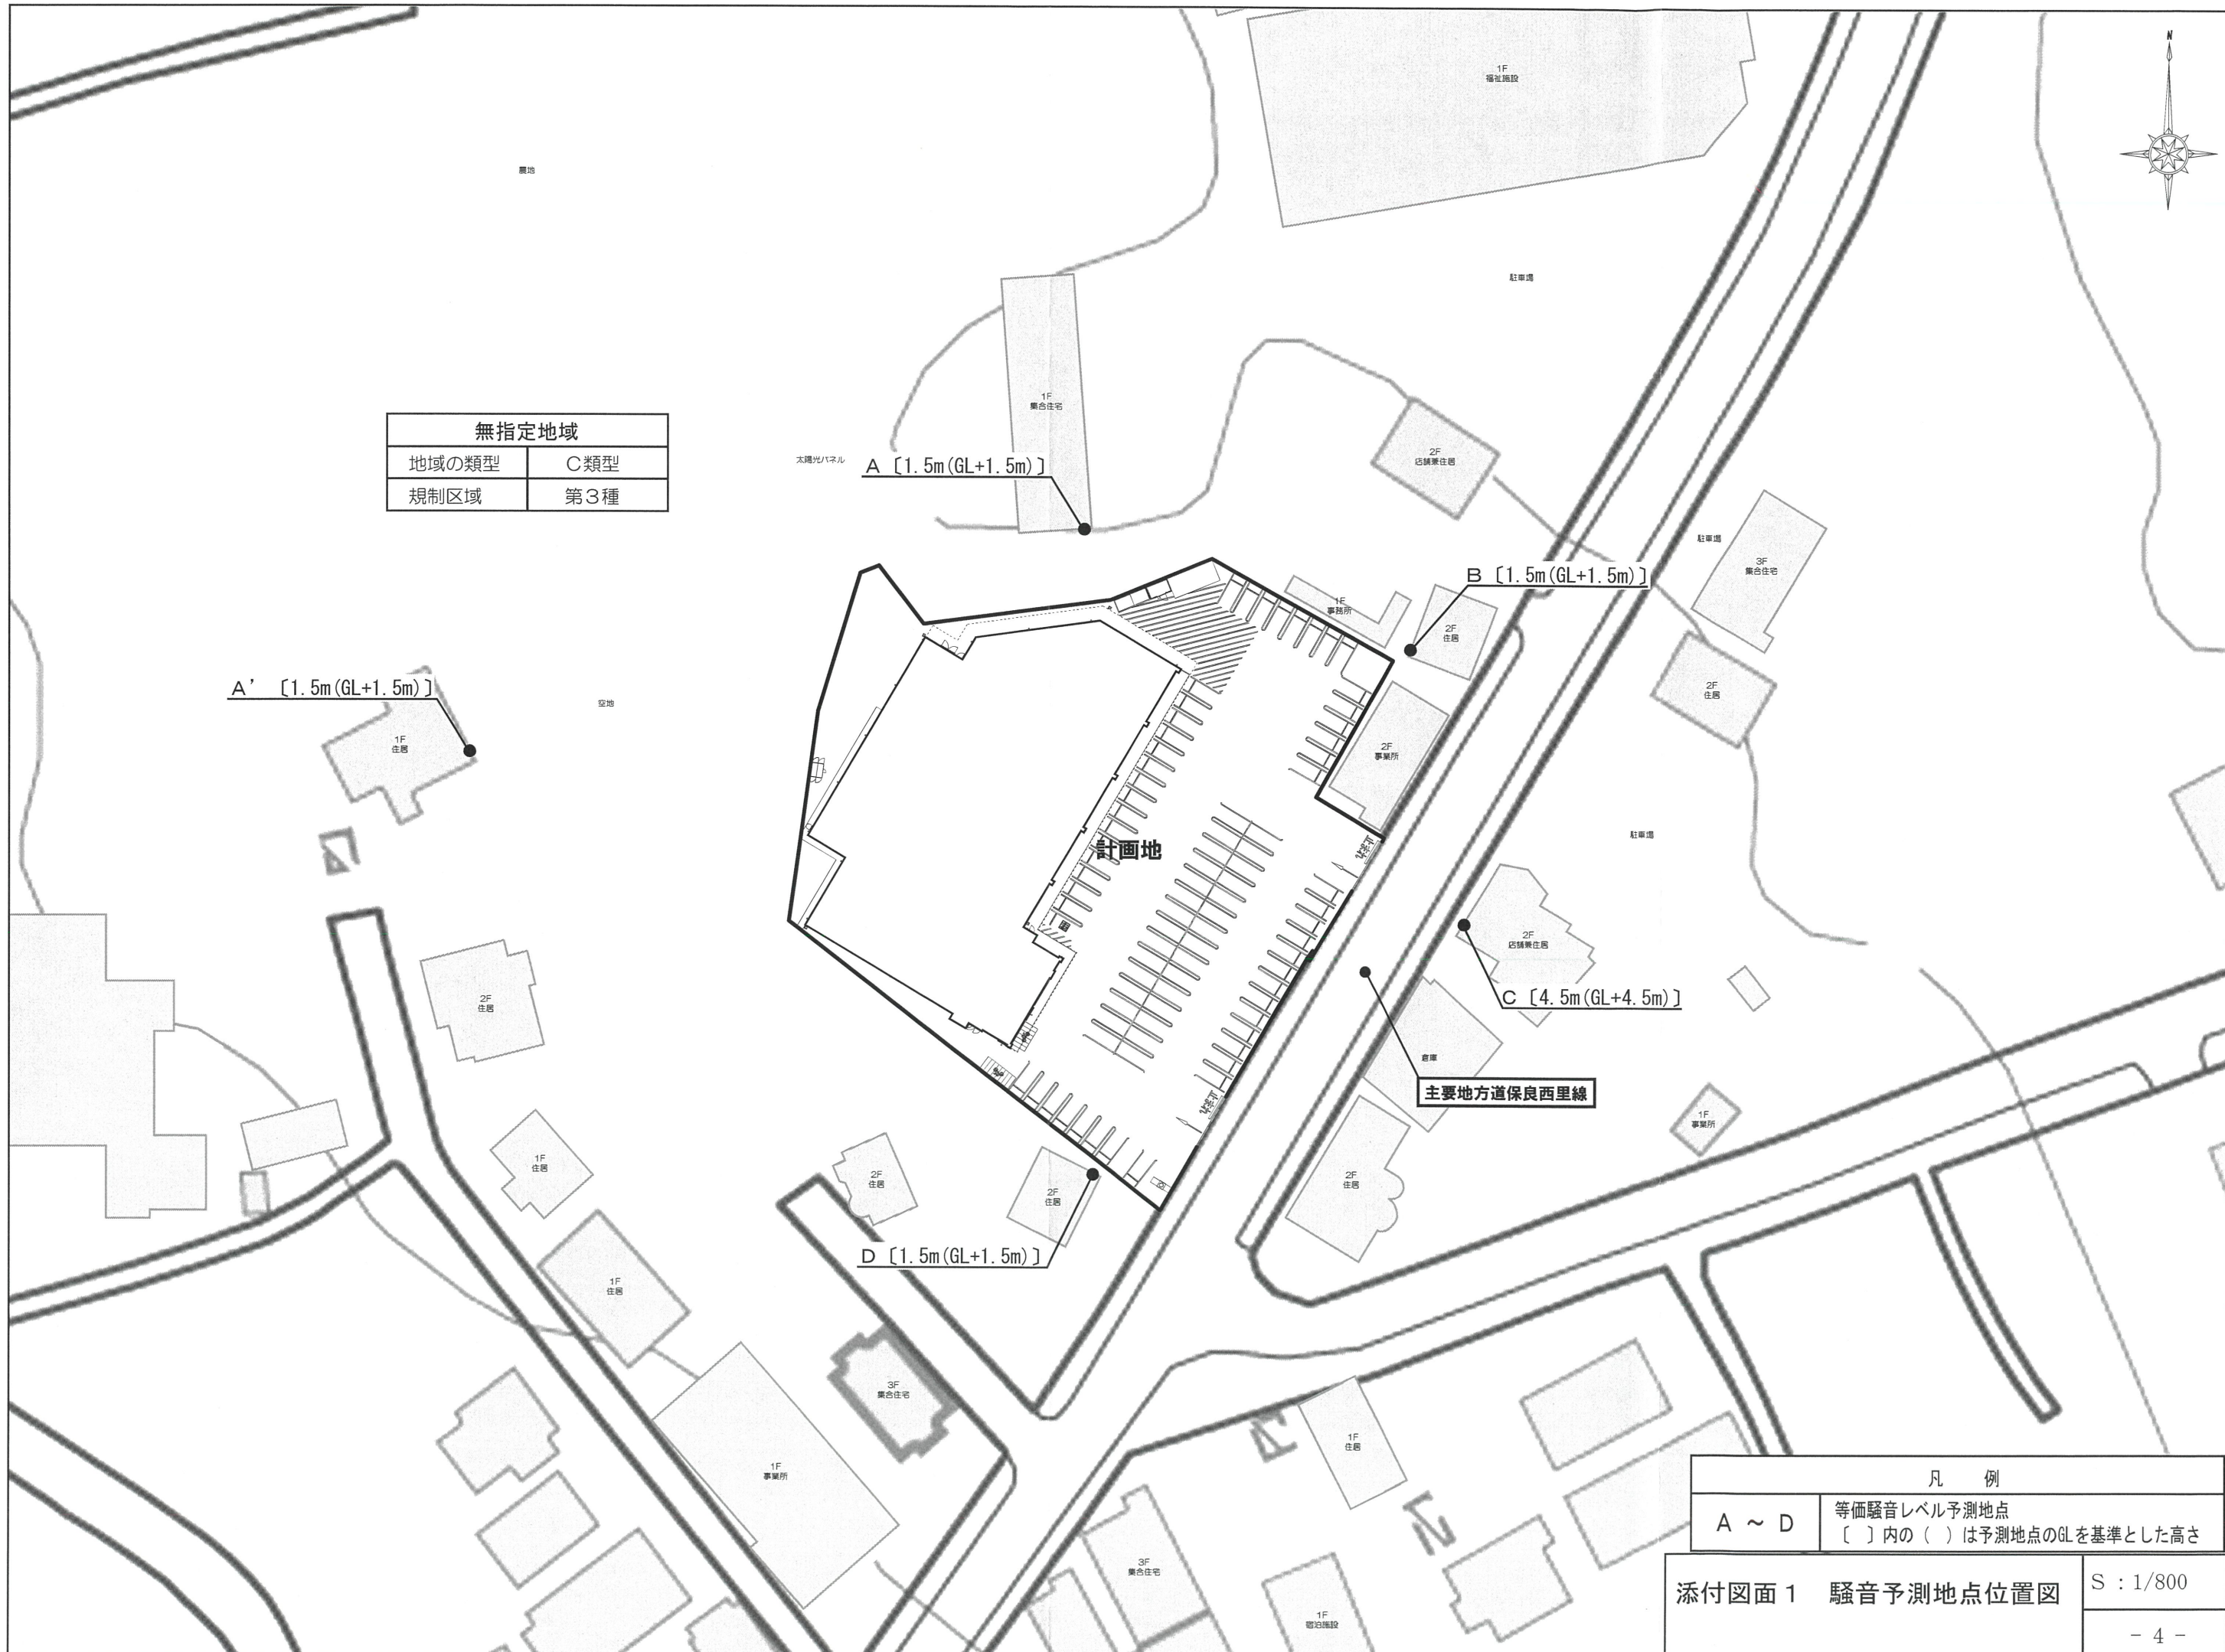 N
1F
福祉施設
農地
駐車場
1F
集合住宅
無指定地域
地域の類型 C類型
規制区域 第3種
太陽光パネル
A 〔1.5m(GL+1.5m)〕
2F
店舗兼住居
駐車場
3F
集合住宅
B 〔1.5m(GL+1.5m)〕
1F
事務所
2F
住居
2F
住居
A' 〔1.5m(GL+1.5m)〕
空地
1F
住居
2F
事業所
駐車場
計画地
2F
店舗兼住居
C 〔4.5m(GL+4.5m)〕
2F
住居
倉庫
主要地方道保良西里線
1F
事業所
1F
住居
2F
住居
2F
住居
2F
住居
D 〔1.5m(GL+1.5m)〕
1F
住居
3F
集合住宅
1F
住居
1F
事業所
3F
集合住宅
1F
宿泊施設
凡 例
A ~ D
等価騒音レベル予測地点
〔 〕内の( )は予測地点のGLを基準とした高さ
添付図面1 騒音予測地点位置図
S : 1/800
- 4 -